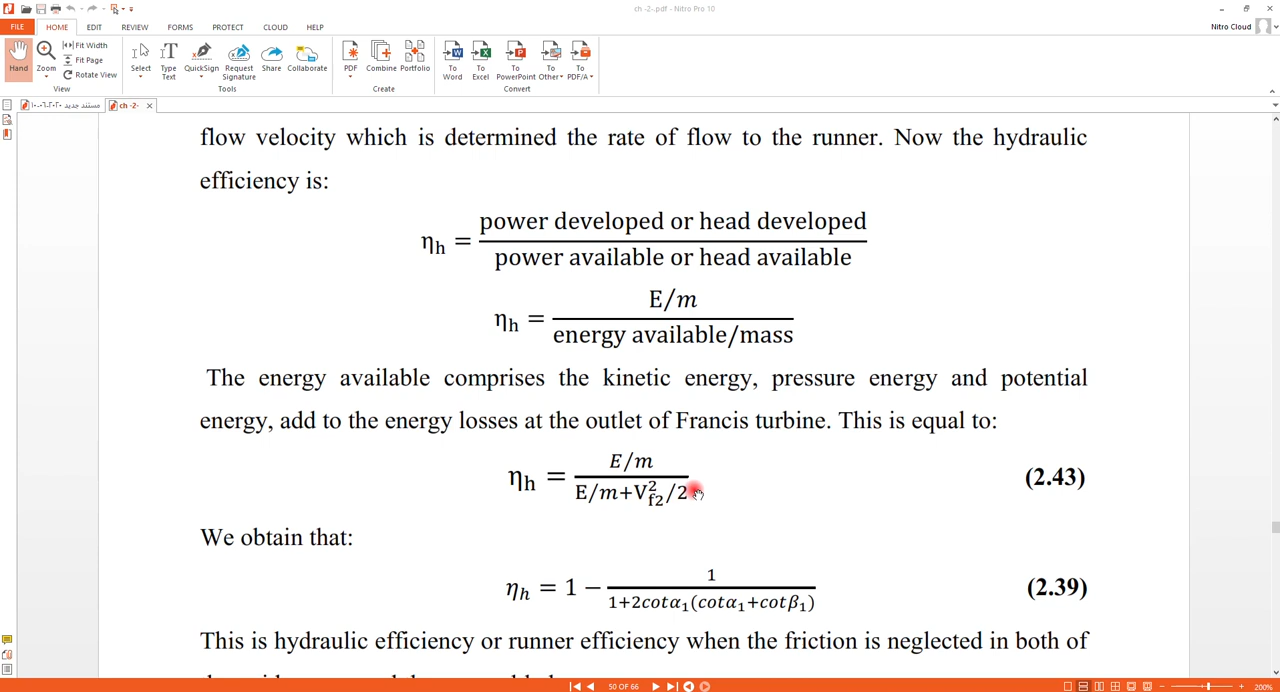 ch -2-.pdf - Nitro Pro 10
FILE HOME EDIT REVIEW FORMS PROTECT CLOUD HELP
Nitro Cloud
Hand Zoom Fit Width Fit Page Rotate View
Select Type Text QuickSign Request Signature Share Collaborate
PDF Combine Portfolio
To Word To Excel To PowerPoint To Other To PDF/A
View Tools Create Convert
مستند جديد ٢٠٢٠-٠٦-١٠ ch -2-
flow velocity which is determined the rate of flow to the runner. Now the hydraulic
efficiency is:
ηh = power developed or head developed / power available or head available
ηh = E/m / energy available/mass
The energy available comprises the kinetic energy, pressure energy and potential
energy, add to the energy losses at the outlet of Francis turbine. This is equal to:
ηh = E/m / E/m+V²f2/2 (2.43)
We obtain that:
ηh = 1 − 1 / 1+2cotα₁(cotα₁+cotβ₁) (2.39)
This is hydraulic efficiency or runner efficiency when the friction is neglected in both of
50 OF 66
200%